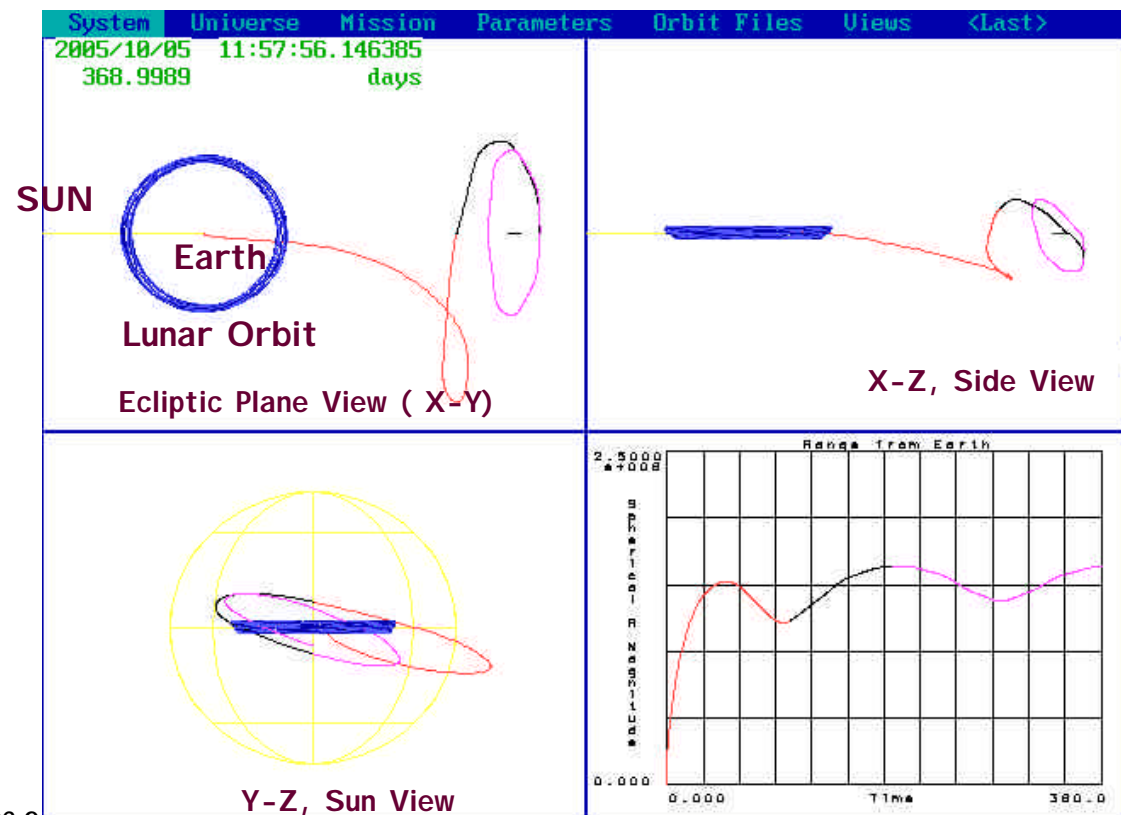 System Universe Mission Parameters Orbit Files Views <Last>
2005/10/05 11:57:56.146385
368.9989 days
SUN
Earth
Lunar Orbit
Ecliptic Plane View ( X-Y)
X-Z, Side View
Range from Earth
2.5000
e+008
Spherical R Magnitude
0.000
0.000 Time 380.0
Y-Z, Sun View